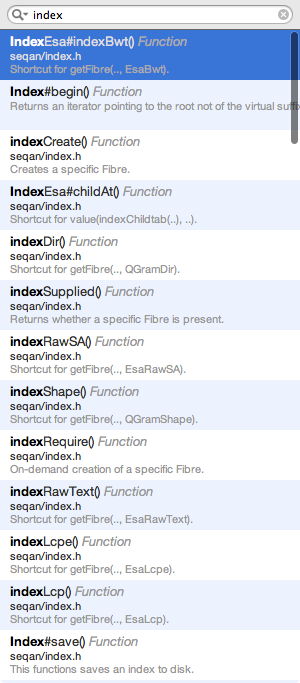 index
IndexEsa#indexBwt() Function
seqan/index.h
Shortcut for getFibre(.., EsaBwt).
Index#begin() Function
Returns an iterator pointing to the root not of the virtual suffi
indexCreate() Function
seqan/index.h
Creates a specific Fibre.
IndexEsa#childAt() Function
seqan/index.h
Shortcut for value(indexChildtab(..), ..).
indexDir() Function
seqan/index.h
Shortcut for getFibre(.., QGramDir).
indexSupplied() Function
seqan/index.h
Returns whether a specific Fibre is present.
indexRawSA() Function
seqan/index.h
Shortcut for getFibre(.., EsaRawSA).
indexShape() Function
seqan/index.h
Shortcut for getFibre(.., QGramShape).
indexRequire() Function
seqan/index.h
On-demand creation of a specific Fibre.
indexRawText() Function
seqan/index.h
Shortcut for getFibre(.., EsaRawText).
indexLcpe() Function
seqan/index.h
Shortcut for getFibre(.., EsaLcpe).
indexLcp() Function
seqan/index.h
Shortcut for getFibre(.., EsaLcp).
Index#save() Function
seqan/index.h
This functions saves an index to disk.